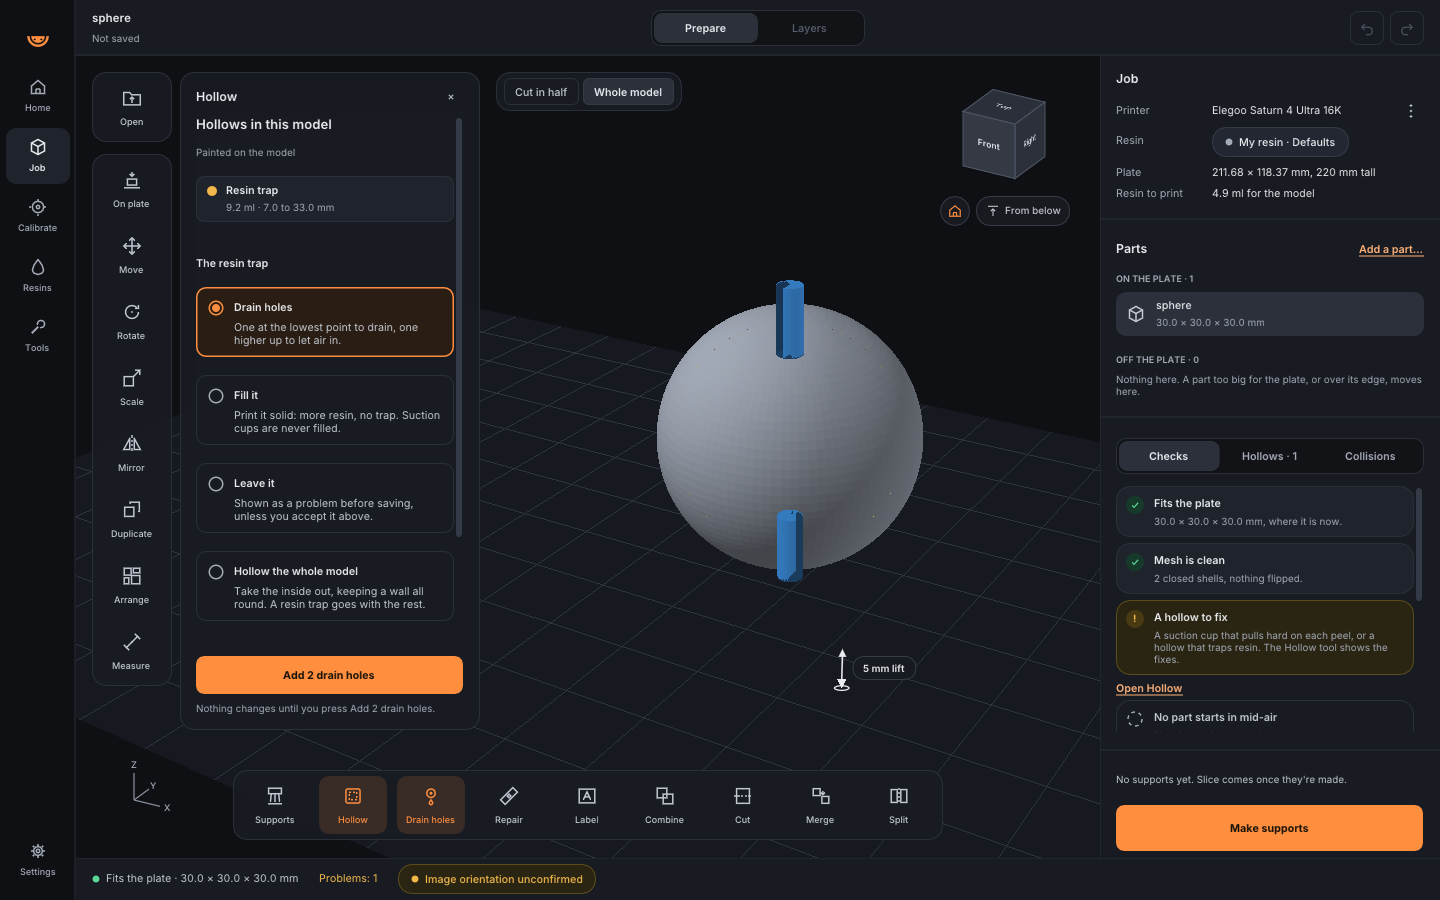 sphere
Not saved
Prepare
Layers
Home
Job
Calibrate
Resins
Tools
Settings
Open
On plate
Move
Rotate
Scale
Mirror
Duplicate
Arrange
Measure
Hollow
×
Hollows in this model
Painted on the model
Resin trap
9.2 ml · 7.0 to 33.0 mm
The resin trap
Drain holes
One at the lowest point to drain, one
higher up to let air in.
Fill it
Print it solid: more resin, no trap. Suction
cups are never filled.
Leave it
Shown as a problem before saving,
unless you accept it above.
Hollow the whole model
Take the inside out, keeping a wall all
round. A resin trap goes with the rest.
Add 2 drain holes
Nothing changes until you press Add 2 drain holes.
Cut in half
Whole model
Top
Front
Right
From below
5 mm lift
Z
Y
X
Supports
Hollow
Drain holes
Repair
Label
Combine
Cut
Merge
Split
Job
Printer
Elegoo Saturn 4 Ultra 16K
Resin
My resin · Defaults
Plate
211.68 × 118.37 mm, 220 mm tall
Resin to print
4.9 ml for the model
Parts
Add a part...
ON THE PLATE · 1
sphere
30.0 × 30.0 × 30.0 mm
OFF THE PLATE · 0
Nothing here. A part too big for the plate, or over its edge, moves
here.
Checks
Hollows · 1
Collisions
Fits the plate
30.0 × 30.0 × 30.0 mm, where it is now.
Mesh is clean
2 closed shells, nothing flipped.
A hollow to fix
A suction cup that pulls hard on each peel, or a
hollow that traps resin. The Hollow tool shows the
fixes.
Open Hollow
No part starts in mid-air
No supports yet. Slice comes once they're made.
Make supports
Fits the plate · 30.0 × 30.0 × 30.0 mm
Problems: 1
Image orientation unconfirmed